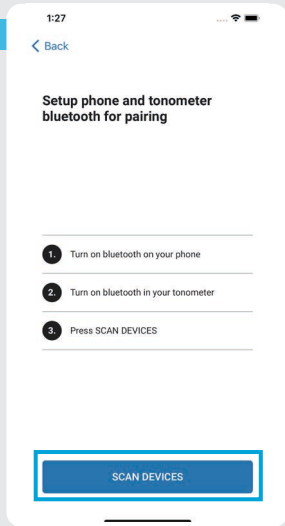 1:27
Back
Setup phone and tonometer
bluetooth for pairing
1. Turn on bluetooth on your phone
2. Turn on bluetooth in your tonometer
3. Press SCAN DEVICES
SCAN DEVICES